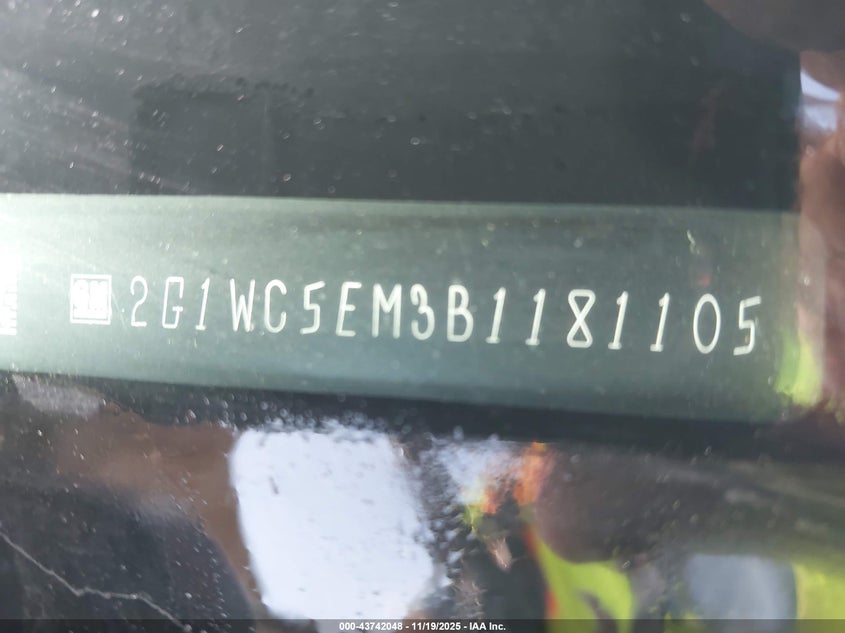 GM 2G1WC5EM3B1181105
000-43742048 - 11/19/2025 - IAA Inc.